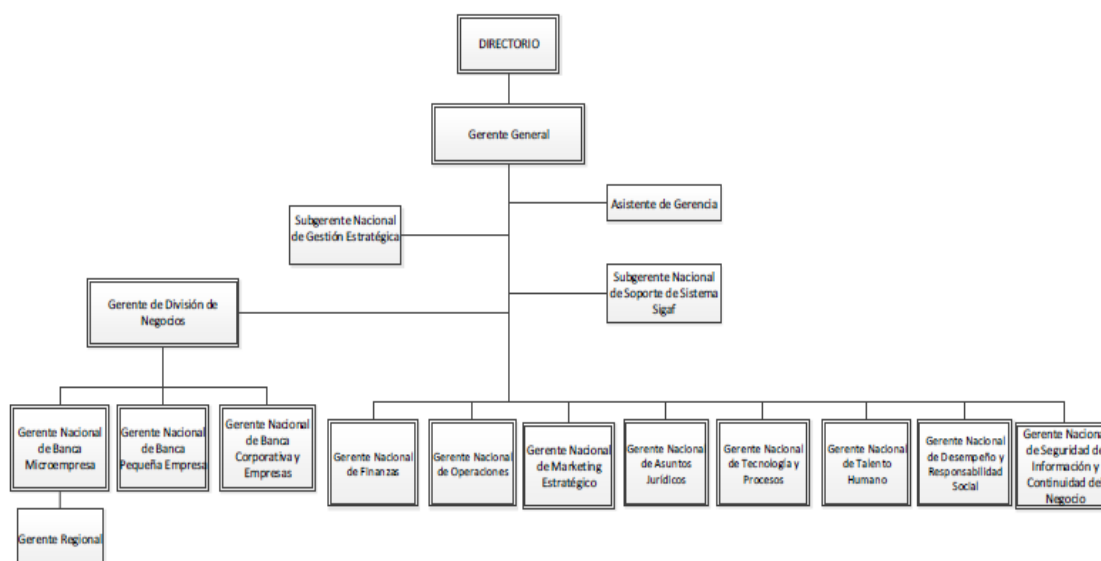 DIRECTORIO
Gerente General
Asistente de Gerencia
Subgerente Nacional
de Gestión Estratégica
Subgerente Nacional
de Soporte de Sistema
Sigaf
Gerente de División de
Negocios
Gerente Nacional
de Banca
Microempresa
Gerente Nacional
de Banca
Pequeña Empresa
Gerente Nacional
de Banca
Corporativa y
Empresas
Gerente Nacional
de Finanzas
Gerente Nacional
de Operaciones
Gerente Nacional
de Marketing
Estratégico
Gerente Nacional
de Asuntos
Jurídicos
Gerente Nacional
de Tecnología y
Procesos
Gerente Nacional
de Talento
Humano
Gerente Nacional
de Desempeño y
Responsabilidad
Social
Gerente Nacional
de Seguridad de
Información y
Continuidad del
Negocio
Gerente Regional